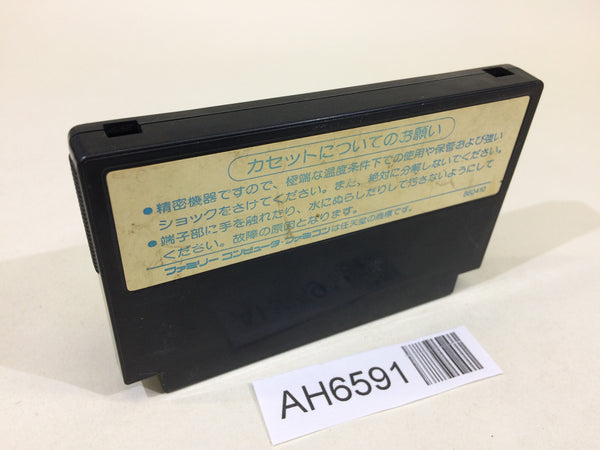 カセットについてのお願い
●精密機器ですので、極端な温度条件下での使用や保管および強い
ショックをさけてください。また、絶対に分解しないでください。
●端子部に手を触れたり、水にぬらしたりして汚さないようにして
ください。故障の原因となります。
860410
ファミリーコンピュータ・ファミコンは任天堂の商標です。
AH6591